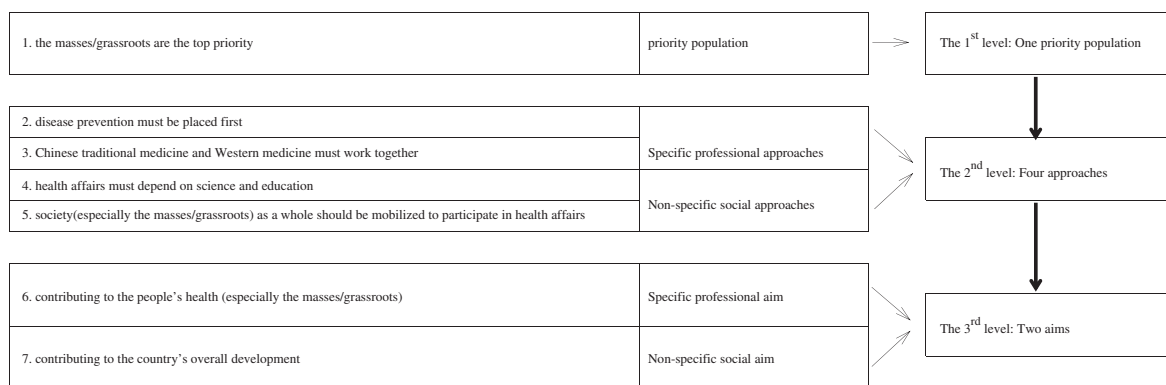 1. the masses/grassroots are the top priority
priority population
The 1st level: One priority population
2. disease prevention must be placed first
3. Chinese traditional medicine and Western medicine must work together
Specific professional approaches
4. health affairs must depend on science and education
5. society(especially the masses/grassroots) as a whole should be mobilized to participate in health affairs
Non-specific social approaches
The 2nd level: Four approaches
6. contributing to the people's health (especially the masses/grassroots)
Specific professional aim
7. contributing to the country's overall development
Non-specific social aim
The 3rd level: Two aims